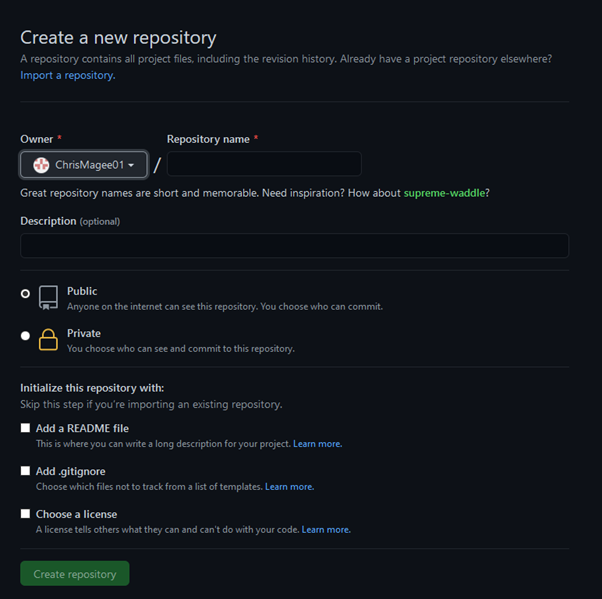 Create a new repository
A repository contains all project files, including the revision history. Already have a project repository elsewhere?
Import a repository.
Owner * Repository name *
ChrisMagee01 /
Great repository names are short and memorable. Need inspiration? How about supreme-waddle?
Description (optional)
Public
Anyone on the internet can see this repository. You choose who can commit.
Private
You choose who can see and commit to this repository.
Initialize this repository with:
Skip this step if you're importing an existing repository.
Add a README file
This is where you can write a long description for your project. Learn more.
Add .gitignore
Choose which files not to track from a list of templates. Learn more.
Choose a license
A license tells others what they can and can't do with your code. Learn more.
Create repository